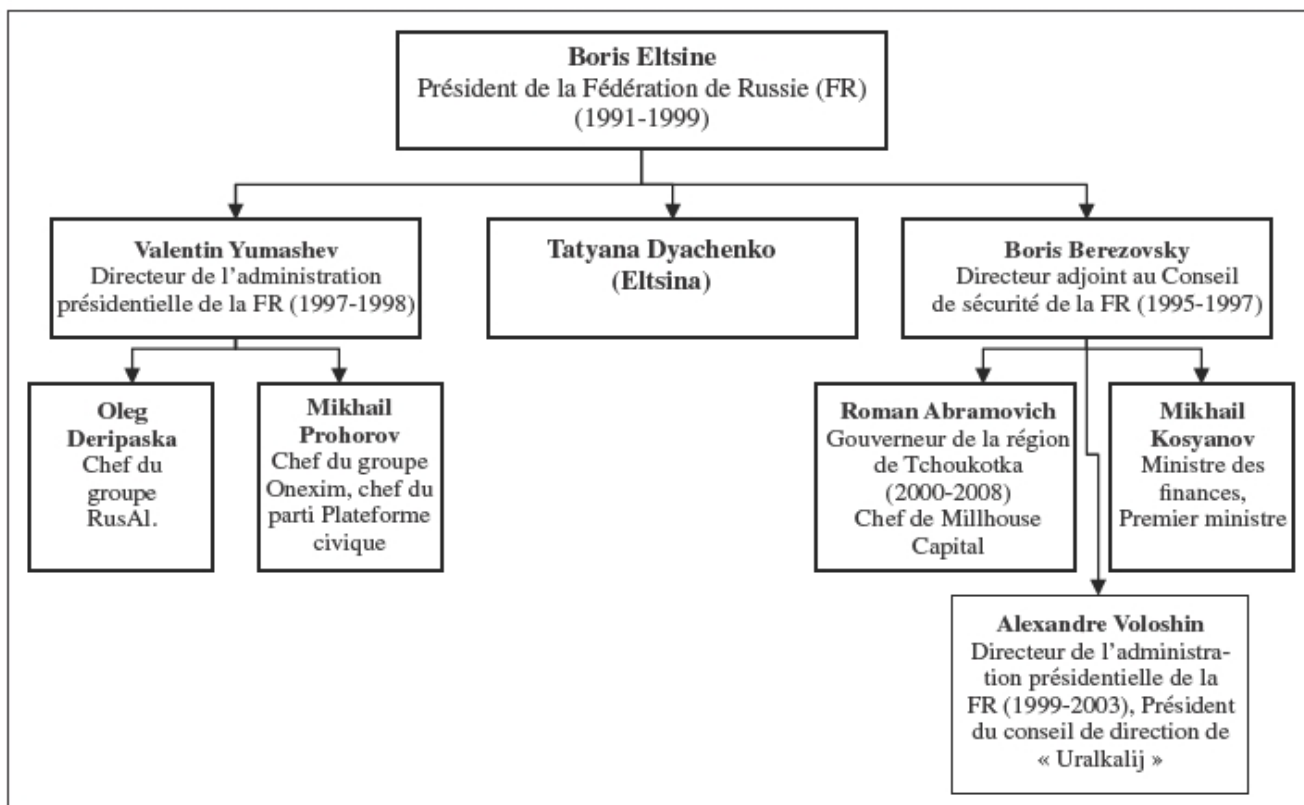 Boris Eltsine
Président de la Fédération de Russie (FR)
(1991-1999)
Valentin Yumashev
Directeur de l'administration
présidentielle de la FR (1997-1998)
Tatyana Dyachenko
(Eltsina)
Boris Berezovsky
Directeur adjoint au Conseil
de sécurité de la FR (1995-1997)
Oleg
Deripaska
Chef du
groupe
RusAl.
Mikhail
Prohorov
Chef du groupe
Onexim, chef du
parti Plateforme
civique
Roman Abramovich
Gouverneur de la région
de Tchoukotka
(2000-2008)
Chef de Millhouse
Capital
Mikhail
Kosyanov
Ministre des
finances,
Premier ministre
Alexandre Voloshin
Directeur de l'administra-
tion présidentielle de la
FR (1999-2003), Président
du conseil de direction de
« Uralkalij »